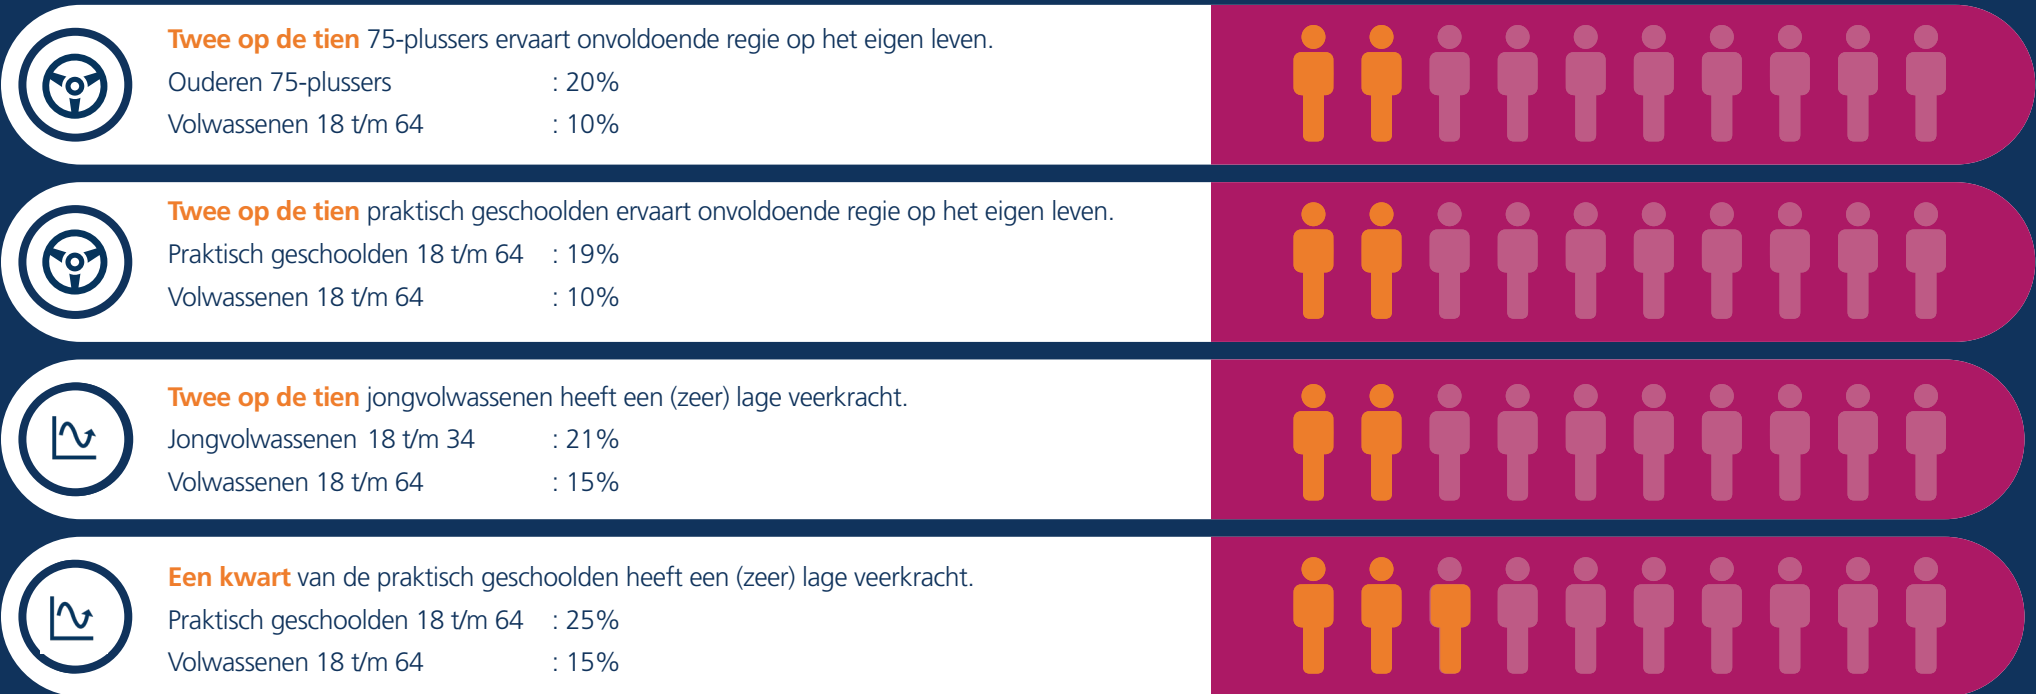 Twee op de tien 75-plussers ervaart onvoldoende regie op het eigen leven.
Ouderen 75-plussers : 20%
Volwassenen 18 t/m 64 : 10%
Twee op de tien praktisch geschoolden ervaart onvoldoende regie op het eigen leven.
Praktisch geschoolden 18 t/m 64 : 19%
Volwassenen 18 t/m 64 : 10%
Twee op de tien jongvolwassenen heeft een (zeer) lage veerkracht.
Jongvolwassenen 18 t/m 34 : 21%
Volwassenen 18 t/m 64 : 15%
Een kwart van de praktisch geschoolden heeft een (zeer) lage veerkracht.
Praktisch geschoolden 18 t/m 64 : 25%
Volwassenen 18 t/m 64 : 15%